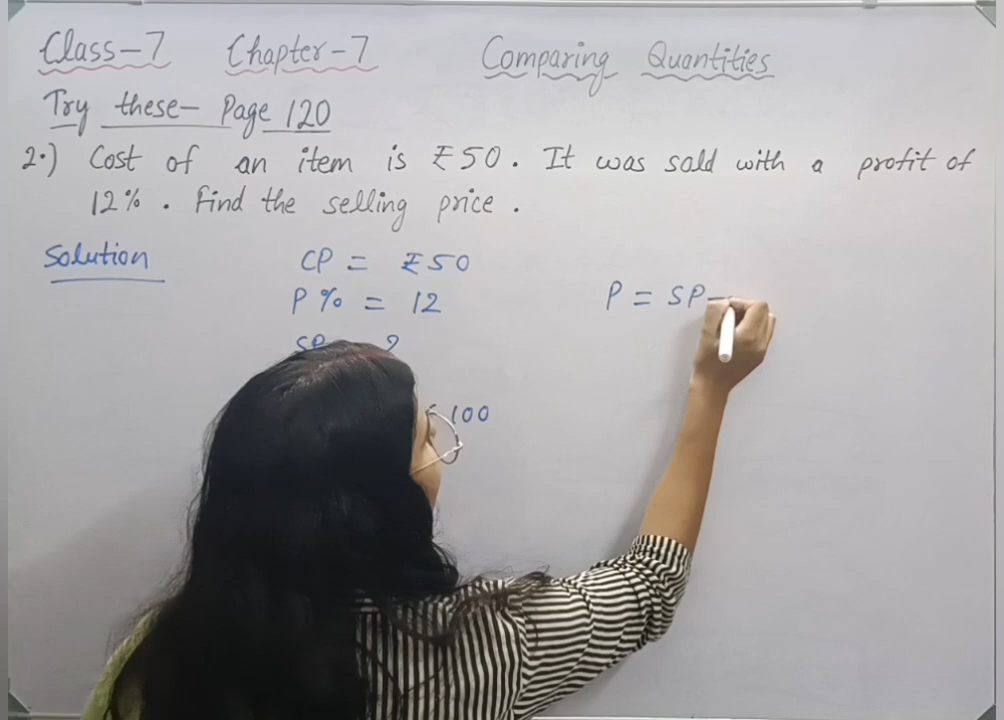 Class-7 Chapter-7 Comparing Quantities
Try these- Page 120
2.) Cost of an item is ₹50. It was sold with a profit of
12%. Find the selling price.
Solution CP = ₹50
P% = 12 P = SP-
SP ?
100